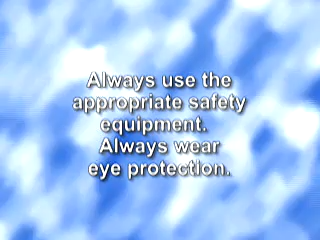 Always use the
appropriate safety
equipment.
Always wear
eye protection.